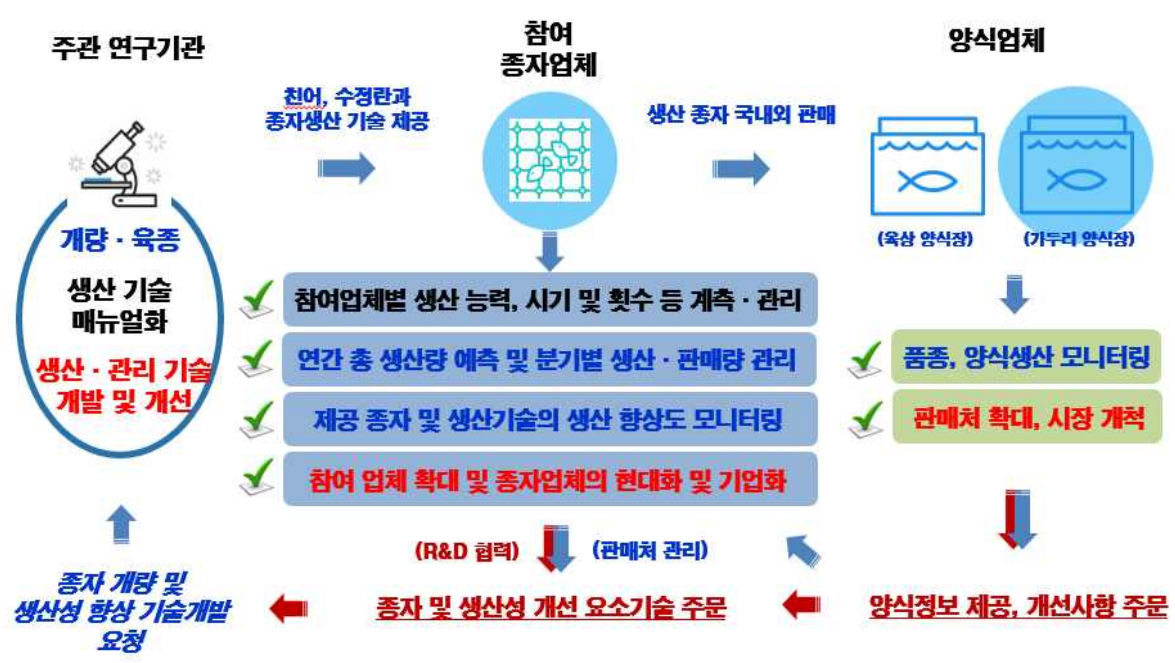 주관 연구기관
참여
종자업체
양식업체
친어, 수정란과
종자생산 기술 제공
생산 종자 국내외 판매
개량 · 육종
생산 기술
매뉴얼화
생산 · 관리 기술
개발 및 개선
(육상 양식장)
(가두리 양식장)
참여업체별 생산 능력, 시기 및 횟수 등 계측 · 관리
연간 총 생산량 예측 및 분기별 생산 · 판매량 관리
제공 종자 및 생산기술의 생산 향상도 모니터링
참여 업체 확대 및 종자업체의 현대화 및 기업화
품종, 양식생산 모니터링
판매처 확대, 시장 개척
(R&D 협력)
(판매처 관리)
종자 개량 및
생산성 향상 기술개발
요청
종자 및 생산성 개선 요소기술 주문
양식정보 제공, 개선사항 주문